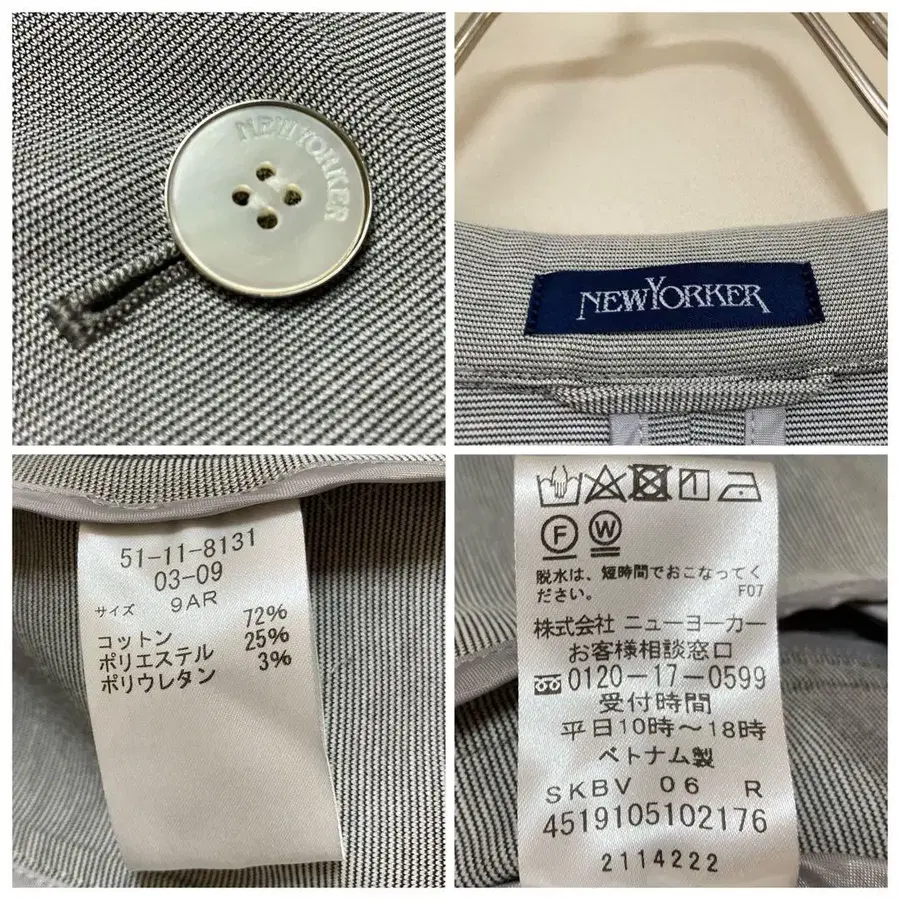 NEWYORKER
NEWYORKER
51-11-8131
03-09
サイズ 9AR
コットン 72%
ポリエステル 25%
ポリウレタン 3%
F W
脱水は、短時間でおこなってく
ださい。 F07
株式会社 ニューヨーカー
お客様相談窓口
0120-17-0599
受付時間
平日10時～18時
ベトナム製
SKBV 06 R
4519105102176
2114222